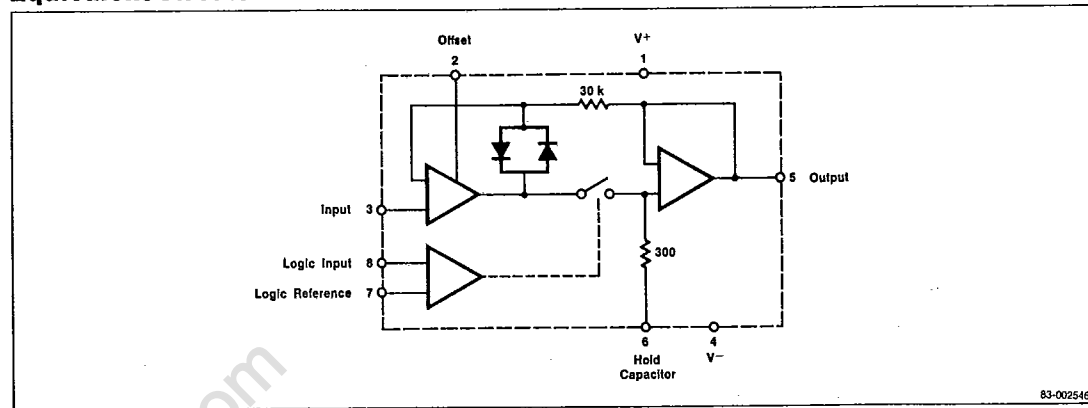 Offset
2
V+
1
30 k
5 Output
Input 3
300
Logic Input 8
Logic Reference 7
6
Hold
Capacitor
4
V−
83-002546
om